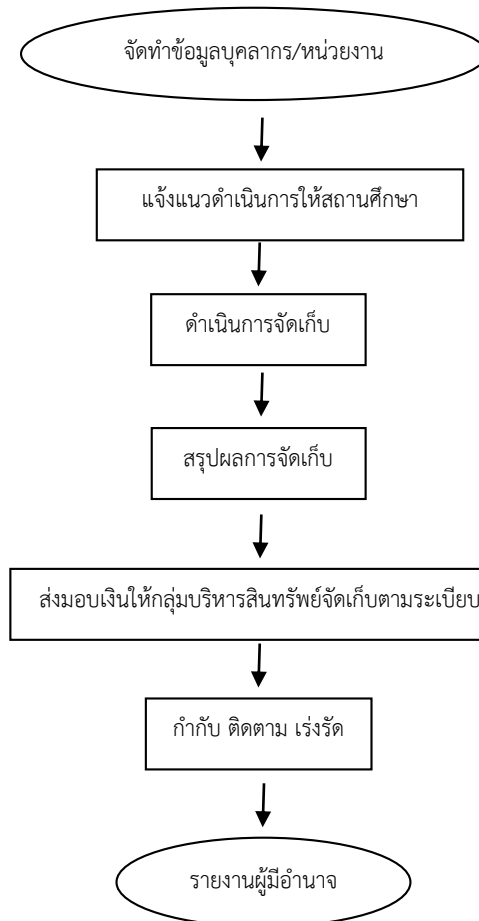 จัดทำข้อมูลบุคลากร/หน่วยงาน
แจ้งแนวดำเนินการให้สถานศึกษา
ดำเนินการจัดเก็บ
สรุปผลการจัดเก็บ
ส่งมอบเงินให้กลุ่มบริหารสินทรัพย์จัดเก็บตามระเบียบ
กำกับ ติดตาม เร่งรัด
รายงานผู้มีอำนาจ